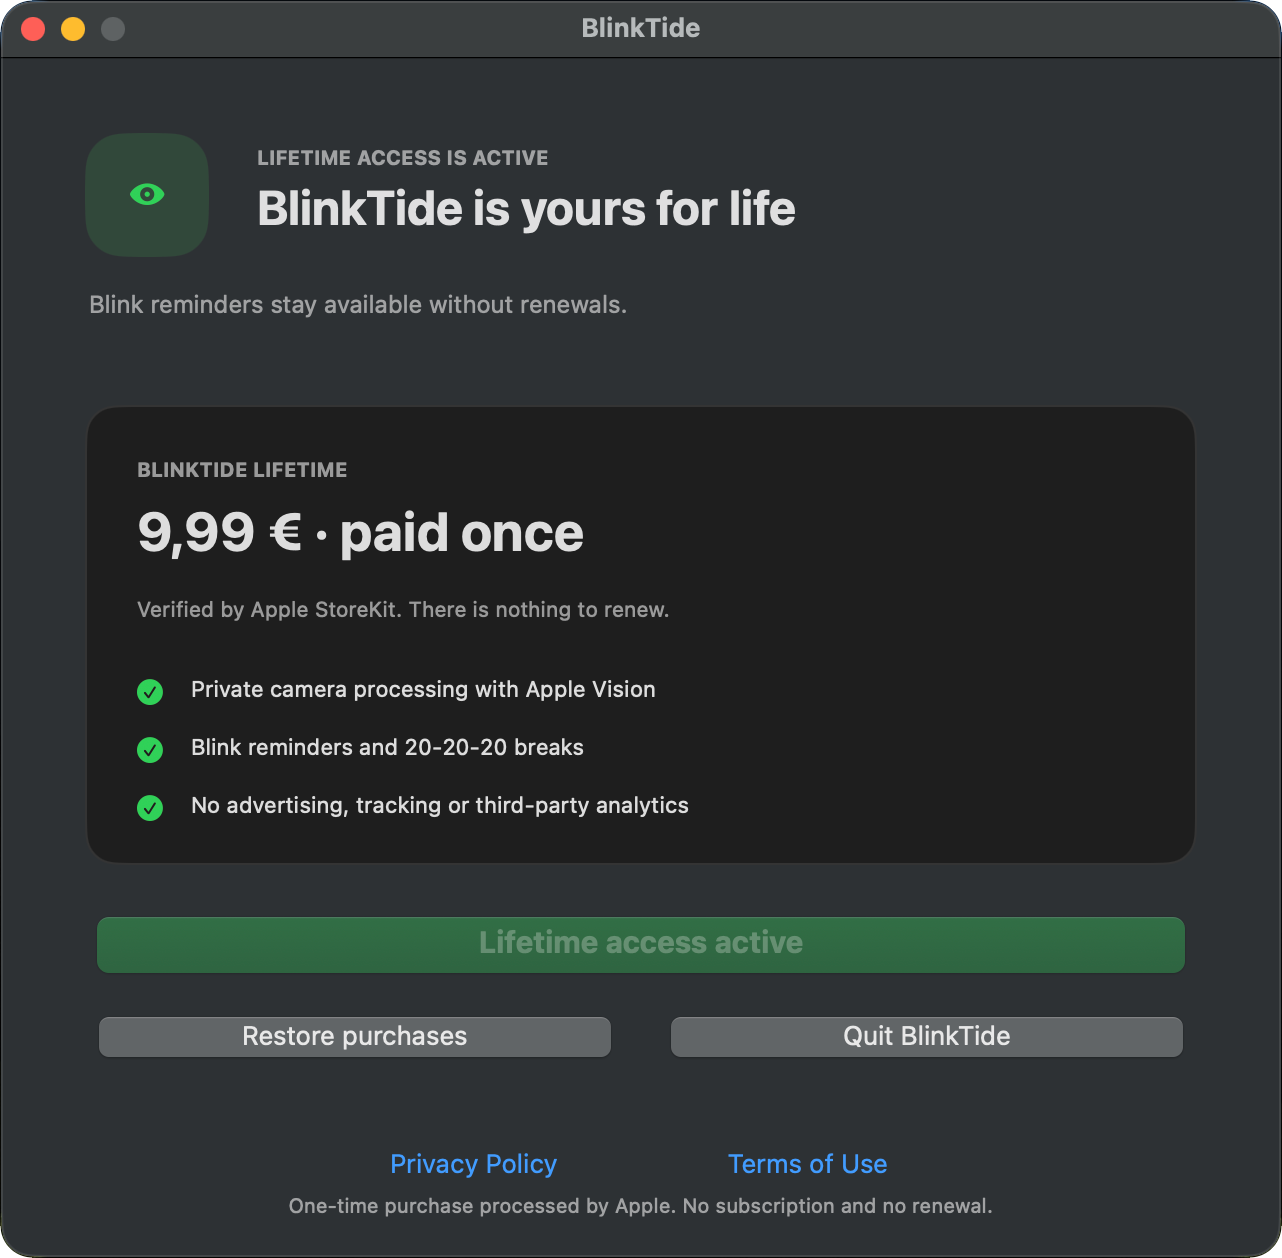 BlinkTide
LIFETIME ACCESS IS ACTIVE
BlinkTide is yours for life
Blink reminders stay available without renewals.
BLINKTIDE LIFETIME
9,99 € · paid once
Verified by Apple StoreKit. There is nothing to renew.
Private camera processing with Apple Vision
Blink reminders and 20-20-20 breaks
No advertising, tracking or third-party analytics
Lifetime access active
Restore purchases
Quit BlinkTide
Privacy Policy
Terms of Use
One-time purchase processed by Apple. No subscription and no renewal.